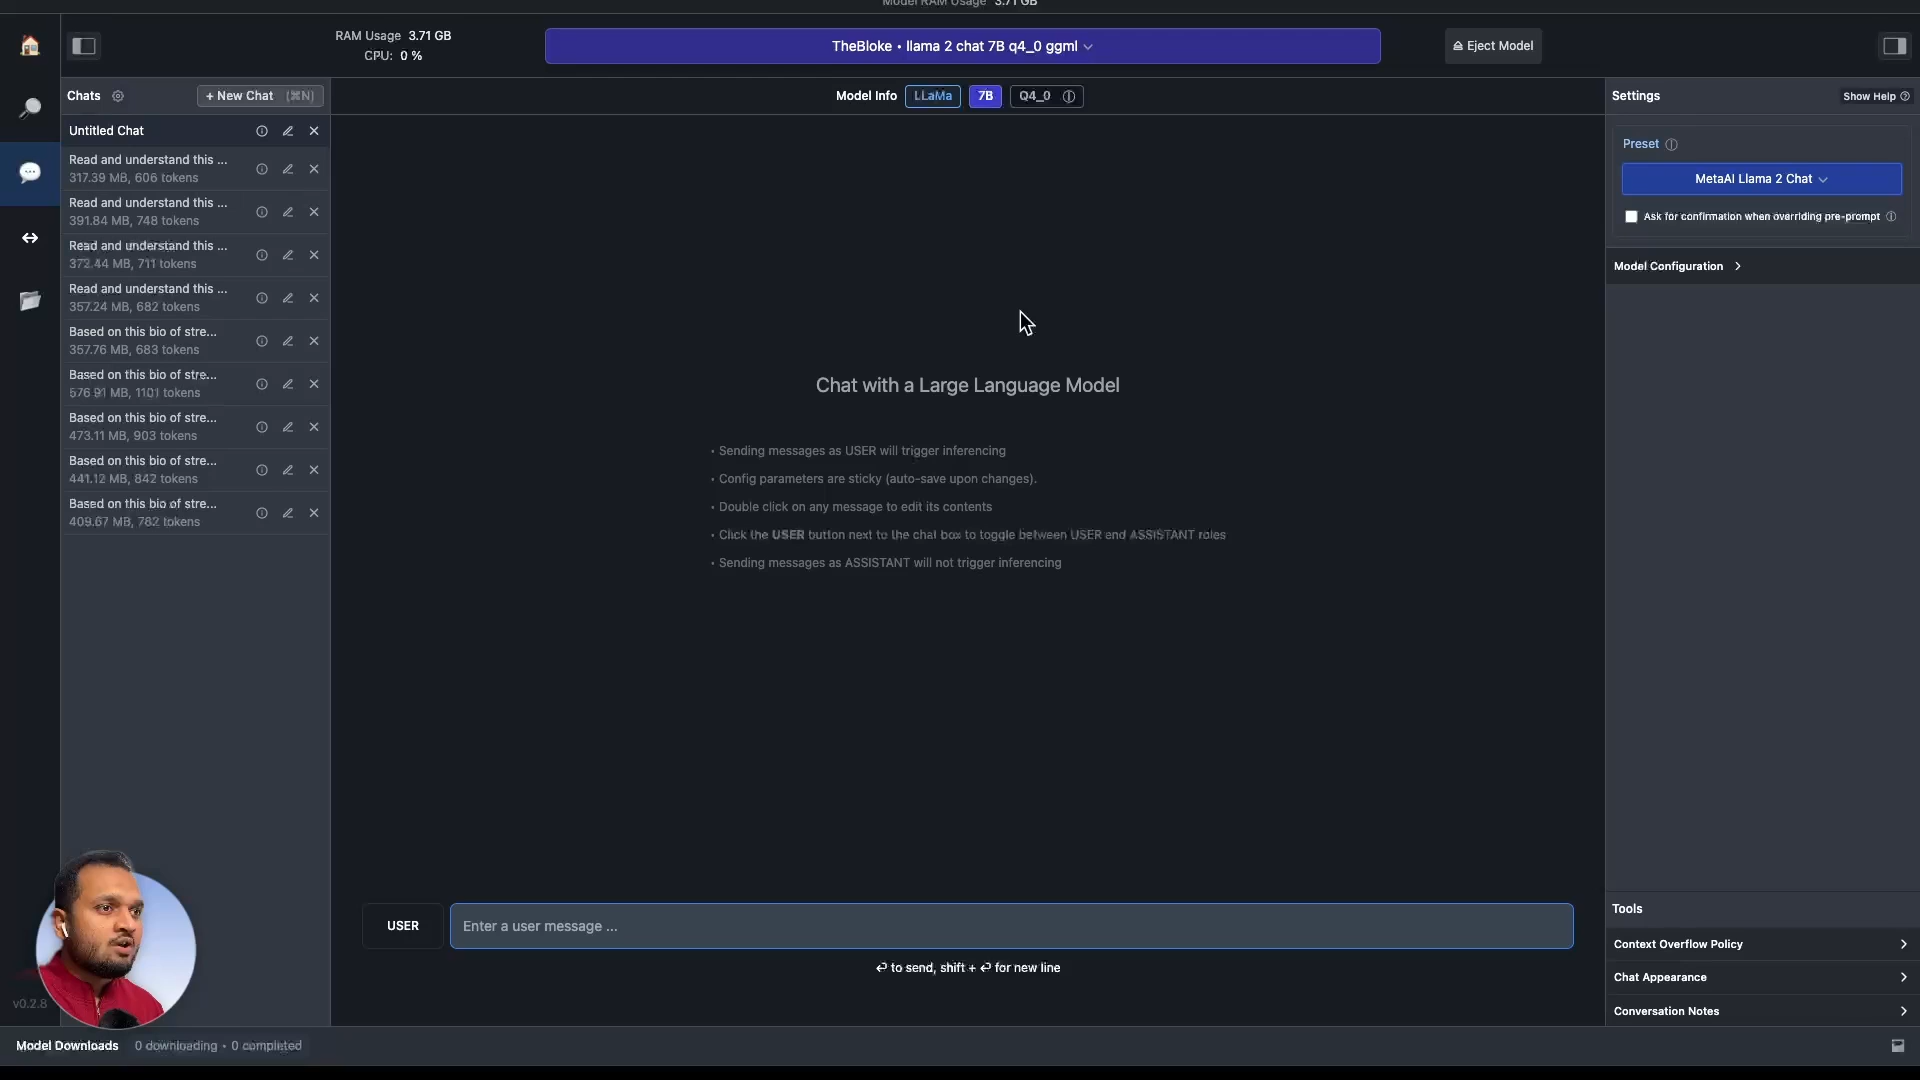 Model RAM Usage 3.71 GB
RAM Usage 3.71 GB
CPU: 0 %
TheBloke • llama 2 chat 7B q4_0 ggml
Eject Model
Chats
+ New Chat (⌘N)
Model Info LLaMa 7B Q4_0
Settings
Show Help
Untitled Chat
Read and understand this ...
317.39 MB, 606 tokens
Read and understand this ...
391.84 MB, 748 tokens
Read and understand this ...
372.44 MB, 711 tokens
Read and understand this ...
357.24 MB, 682 tokens
Based on this bio of stre...
357.76 MB, 683 tokens
Based on this bio of stre...
576.91 MB, 1101 tokens
Based on this bio of stre...
473.11 MB, 903 tokens
Based on this bio of stre...
441.12 MB, 842 tokens
Based on this bio of stre...
409.67 MB, 782 tokens
Chat with a Large Language Model
• Sending messages as USER will trigger inferencing
• Config parameters are sticky (auto-save upon changes).
• Double click on any message to edit its contents
• Click the USER button next to the chat box to toggle between USER and ASSISTANT roles
• Sending messages as ASSISTANT will not trigger inferencing
USER
Enter a user message ...
⏎ to send, shift + ⏎ for new line
Preset
MetaAI Llama 2 Chat
Ask for confirmation when overriding pre-prompt
Model Configuration
Tools
Context Overflow Policy
Chat Appearance
Conversation Notes
v0.2.8
Model Downloads 0 downloading • 0 completed